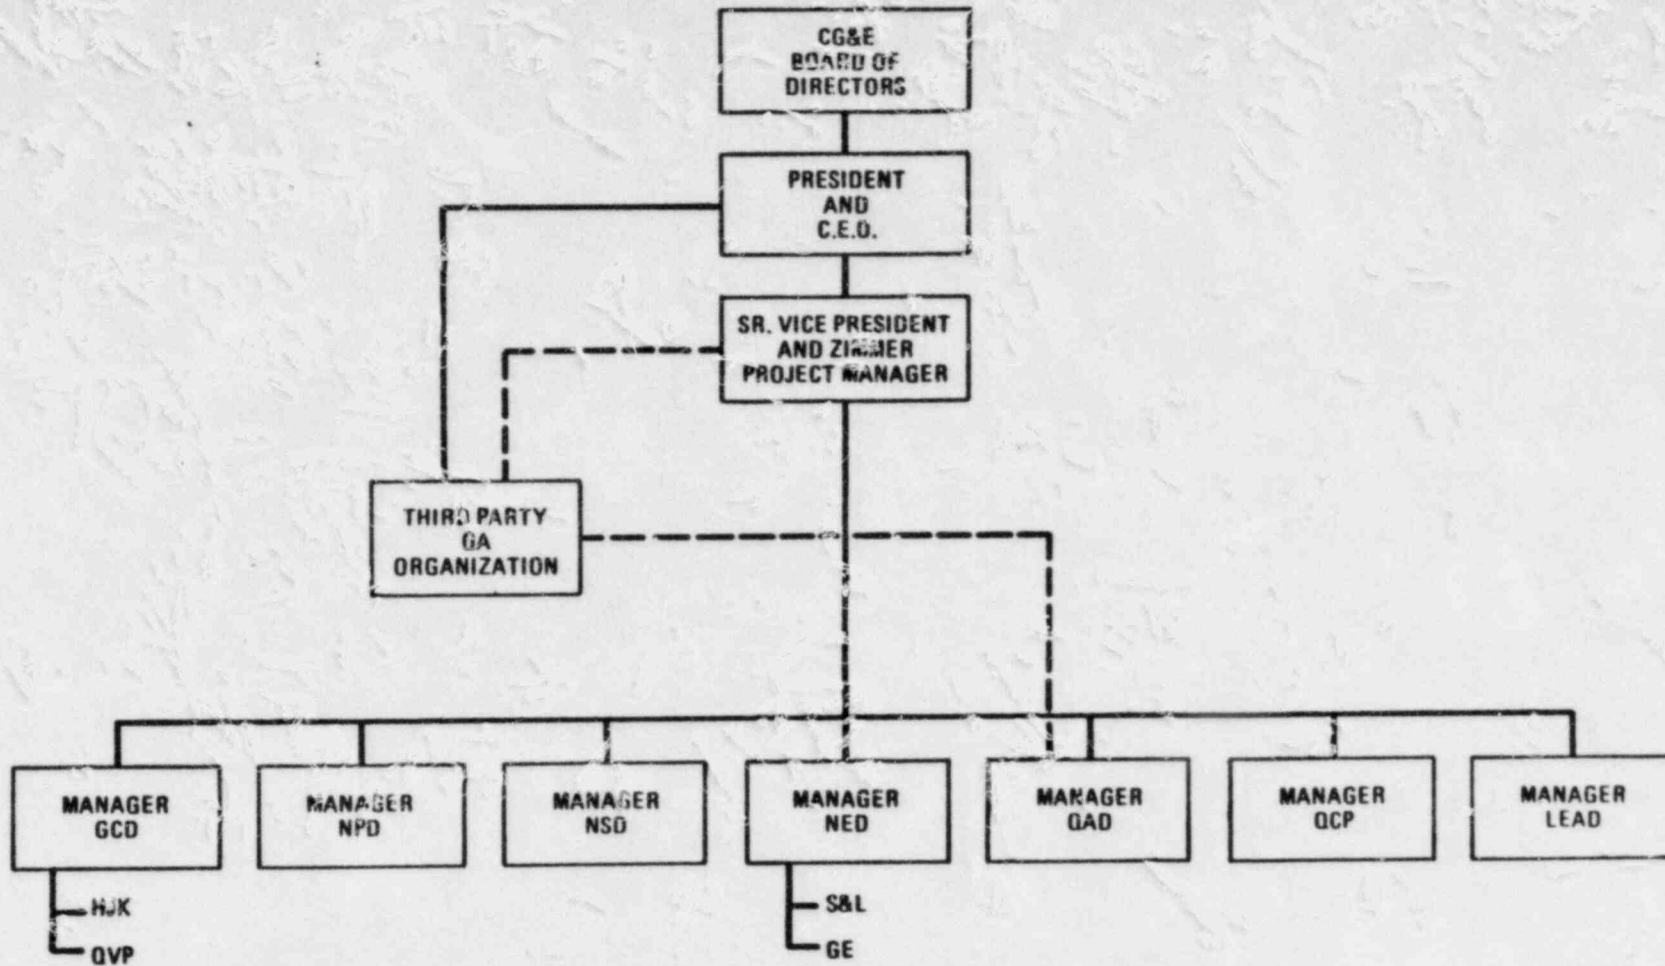 CG&E
BOARD OF
DIRECTORS
PRESIDENT
AND
C.E.O.
SR. VICE PRESIDENT
AND ZIMMER
PROJECT MANAGER
THIRD PARTY
QA
ORGANIZATION
MANAGER
GCD
MANAGER
NPD
MANAGER
NSD
MANAGER
NED
MANAGER
QAD
MANAGER
QCP
MANAGER
LEAD
HJK
QVP
S&L
GE